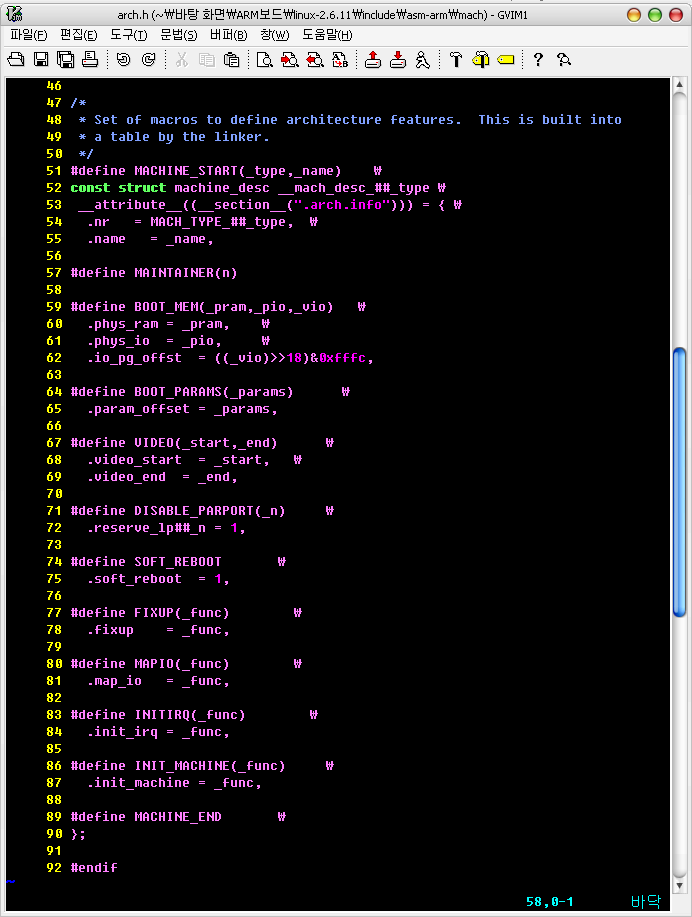 arch.h (~₩바탕 화면₩ARM보드₩linux-2.6.11₩include₩asm-arm₩mach) - GVIM1
파일(F) 편집(E) 도구(T) 문법(S) 버퍼(B) 창(W) 도움말(H)
46
47 /*
48  * Set of macros to define architecture features.  This is built into
49  * a table by the linker.
50  */
51 #define MACHINE_START(_type,_name)    ₩
52 const struct machine_desc __mach_desc_##_type ₩
53  __attribute__((__section__(".arch.info"))) = { ₩
54   .nr   = MACH_TYPE_##_type,  ₩
55   .name   = _name,
56
57 #define MAINTAINER(n)
58
59 #define BOOT_MEM(_pram,_pio,_vio)   ₩
60   .phys_ram = _pram,    ₩
61   .phys_io  = _pio,     ₩
62   .io_pg_offst  = ((_vio)>>18)&0xfffc,
63
64 #define BOOT_PARAMS(_params)      ₩
65   .param_offset = _params,
66
67 #define VIDEO(_start,_end)      ₩
68   .video_start  = _start,   ₩
69   .video_end  = _end,
70
71 #define DISABLE_PARPORT(_n)     ₩
72   .reserve_lp##_n = 1,
73
74 #define SOFT_REBOOT       ₩
75   .soft_reboot  = 1,
76
77 #define FIXUP(_func)        ₩
78   .fixup    = _func,
79
80 #define MAPIO(_func)        ₩
81   .map_io   = _func,
82
83 #define INITIRQ(_func)        ₩
84   .init_irq = _func,
85
86 #define INIT_MACHINE(_func)     ₩
87   .init_machine = _func,
88
89 #define MACHINE_END       ₩
90 };
91
92 #endif
~
58,0-1 바닥